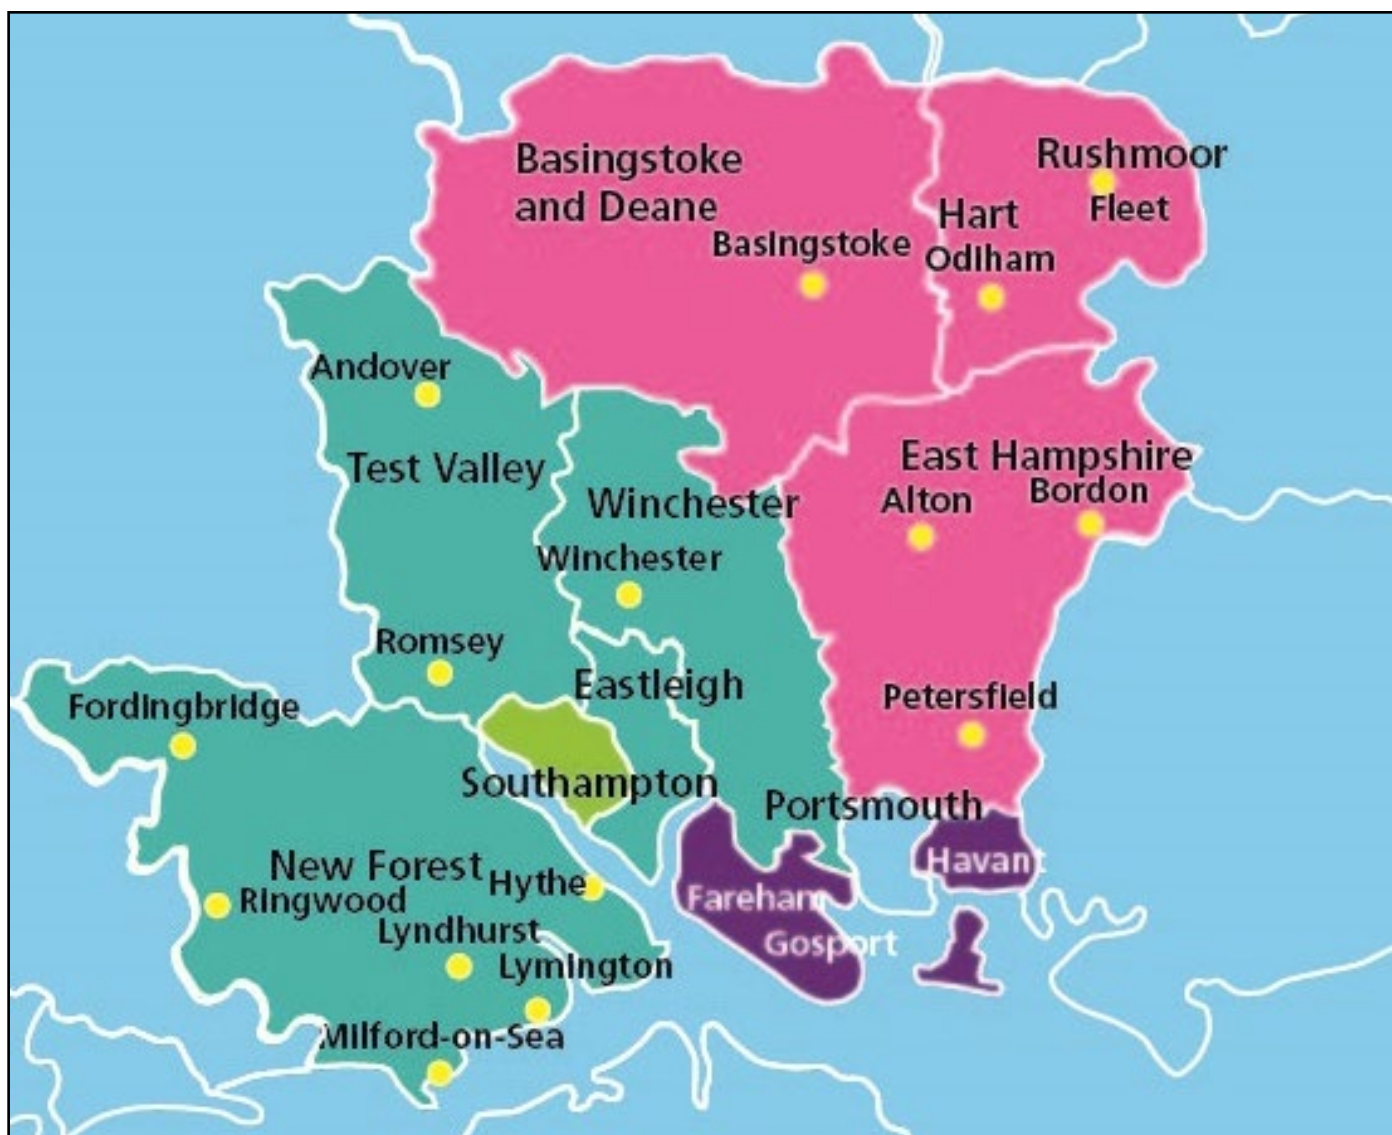 Basingstoke
and Deane
Rushmoor
Fleet
Hart
Basingstoke
Odiham
Andover
Test Valley
East Hampshire
Bordon
Alton
Winchester
Winchester
Romsey
Eastleigh
Petersfield
Fordingbridge
Southampton
Portsmouth
New Forest
Hythe
Havant
Ringwood
Fareham
Lyndhurst
Gosport
Lymington
Milford-on-Sea